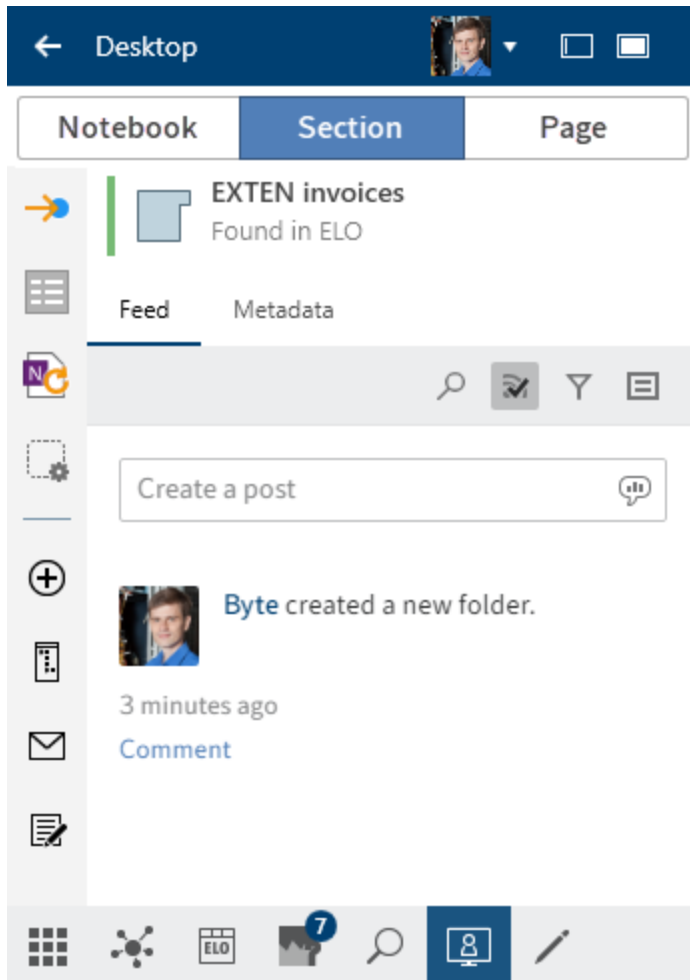 Desktop
Notebook Section Page
EXTEN invoices
Found in ELO
Feed Metadata
N
Create a post
Byte created a new folder.
3 minutes ago
Comment
ELO 7